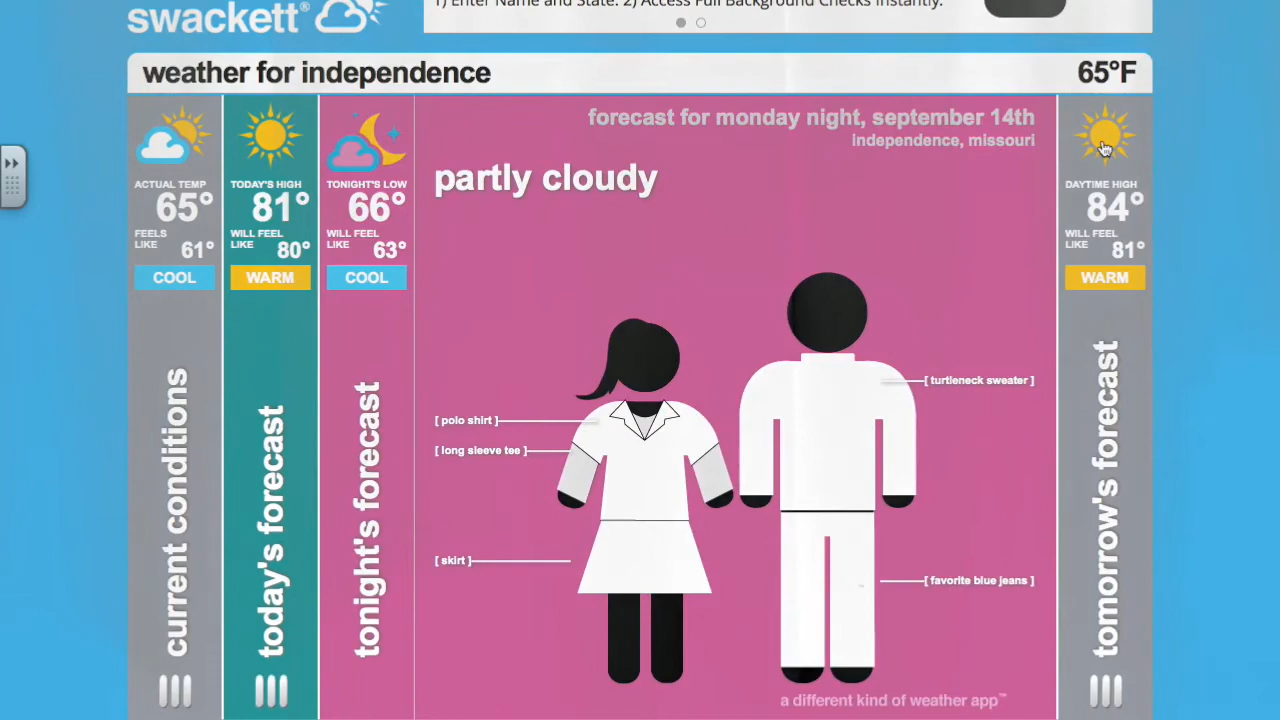 swackett®
1) Enter Name and State. 2) Access Full Background Checks Instantly.
weather for independence
65°F
ACTUAL TEMP
65°
FEELS
LIKE
61°
COOL
current conditions
TODAY'S HIGH
81°
WILL FEEL
LIKE
80°
WARM
today's forecast
TONIGHT'S LOW
66°
WILL FEEL
LIKE
63°
COOL
tonight's forecast
forecast for monday night, september 14th
independence, missouri
partly cloudy
[ polo shirt ]
[ long sleeve tee ]
[ skirt ]
[ turtleneck sweater ]
[ favorite blue jeans ]
a different kind of weather app™
DAYTIME HIGH
84°
WILL FEEL
LIKE
81°
WARM
tomorrow's forecast